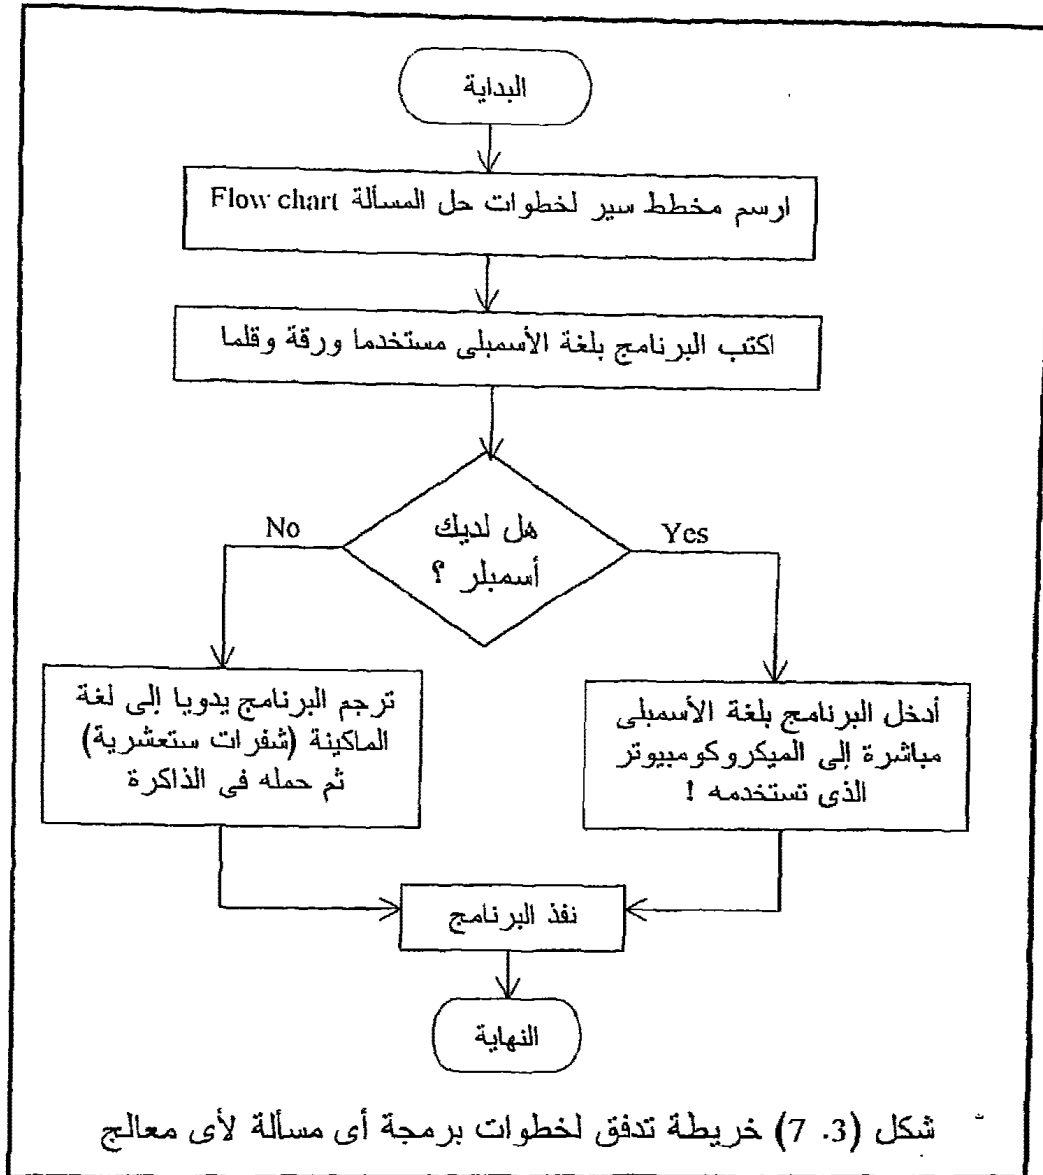 البداية
ارسم مخطط سير لخطوات حل المسألة Flow chart
اكتب البرنامج بلغة الأسمبلى مستخدما ورقة وقلما
هل لديك
أسمبلر ؟
No
Yes
ترجم البرنامج يدويا إلى لغة
الماكينة (شفرات ستعشرية)
ثم حمله فى الذاكرة
أدخل البرنامج بلغة الأسمبلى
مباشرة إلى الميكروكومبيوتر
الذى تستخدمه !
نفذ البرنامج
النهاية
شكل (3. 7) خريطة تدفق لخطوات برمجة أى مسألة لأى معالج